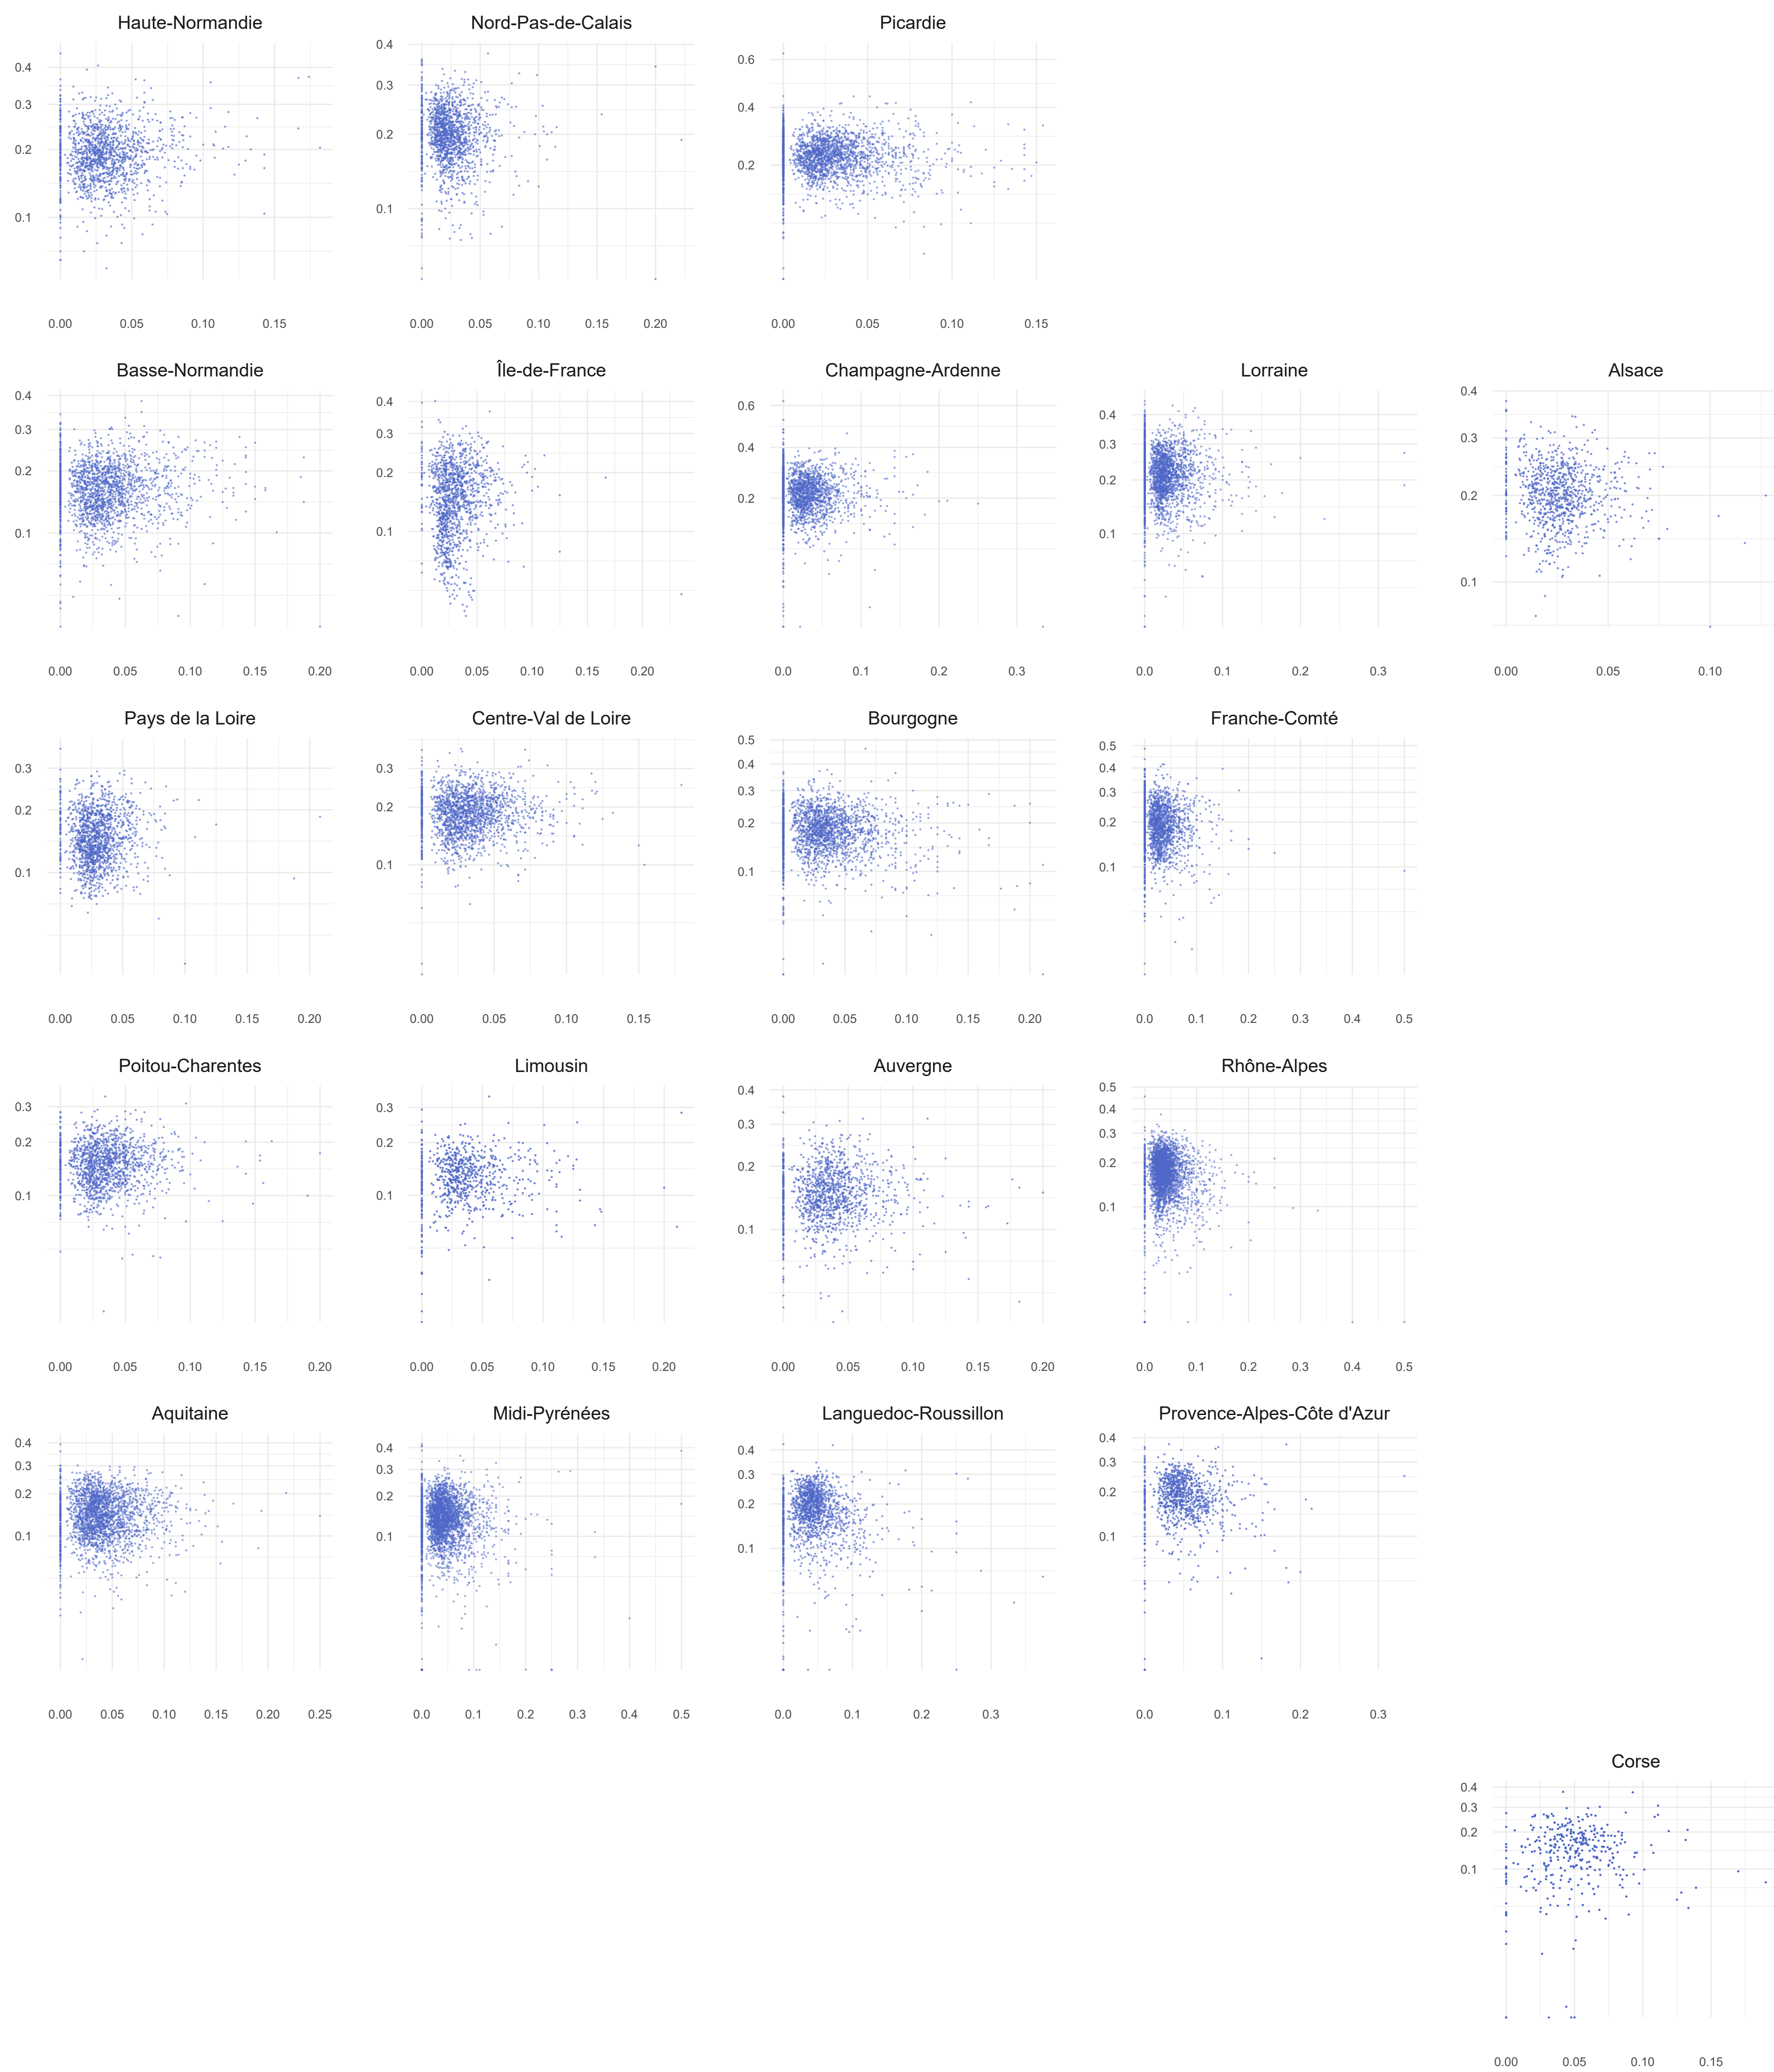 Haute-Normandie Nord-Pas-de-Calais Picardie
0.4 0.3 0.2 0.1
0.00 0.05 0.10 0.15
0.4 0.3 0.2 0.1
0.00 0.05 0.10 0.15 0.20
0.6 0.4 0.2
0.00 0.05 0.10 0.15
Basse-Normandie Île-de-France Champagne-Ardenne Lorraine Alsace
0.4 0.3 0.2 0.1
0.00 0.05 0.10 0.15 0.20
0.4 0.3 0.2 0.1
0.00 0.05 0.10 0.15 0.20
0.6 0.4 0.2
0.0 0.1 0.2 0.3
0.4 0.3 0.2 0.1
0.0 0.1 0.2 0.3
0.4 0.3 0.2 0.1
0.00 0.05 0.10
Pays de la Loire Centre-Val de Loire Bourgogne Franche-Comté
0.3 0.2 0.1
0.00 0.05 0.10 0.15 0.20
0.3 0.2 0.1
0.00 0.05 0.10 0.15
0.5 0.4 0.3 0.2 0.1
0.00 0.05 0.10 0.15 0.20
0.5 0.4 0.3 0.2 0.1
0.0 0.1 0.2 0.3 0.4 0.5
Poitou-Charentes Limousin Auvergne Rhône-Alpes
0.3 0.2 0.1
0.00 0.05 0.10 0.15 0.20
0.3 0.2 0.1
0.00 0.05 0.10 0.15 0.20
0.4 0.3 0.2 0.1
0.00 0.05 0.10 0.15 0.20
0.5 0.4 0.3 0.2 0.1
0.0 0.1 0.2 0.3 0.4 0.5
Aquitaine Midi-Pyrénées Languedoc-Roussillon Provence-Alpes-Côte d'Azur
0.4 0.3 0.2 0.1
0.00 0.05 0.10 0.15 0.20 0.25
0.4 0.3 0.2 0.1
0.0 0.1 0.2 0.3 0.4 0.5
0.4 0.3 0.2 0.1
0.0 0.1 0.2 0.3
0.4 0.3 0.2 0.1
0.0 0.1 0.2 0.3
Corse
0.4 0.3 0.2 0.1
0.00 0.05 0.10 0.15